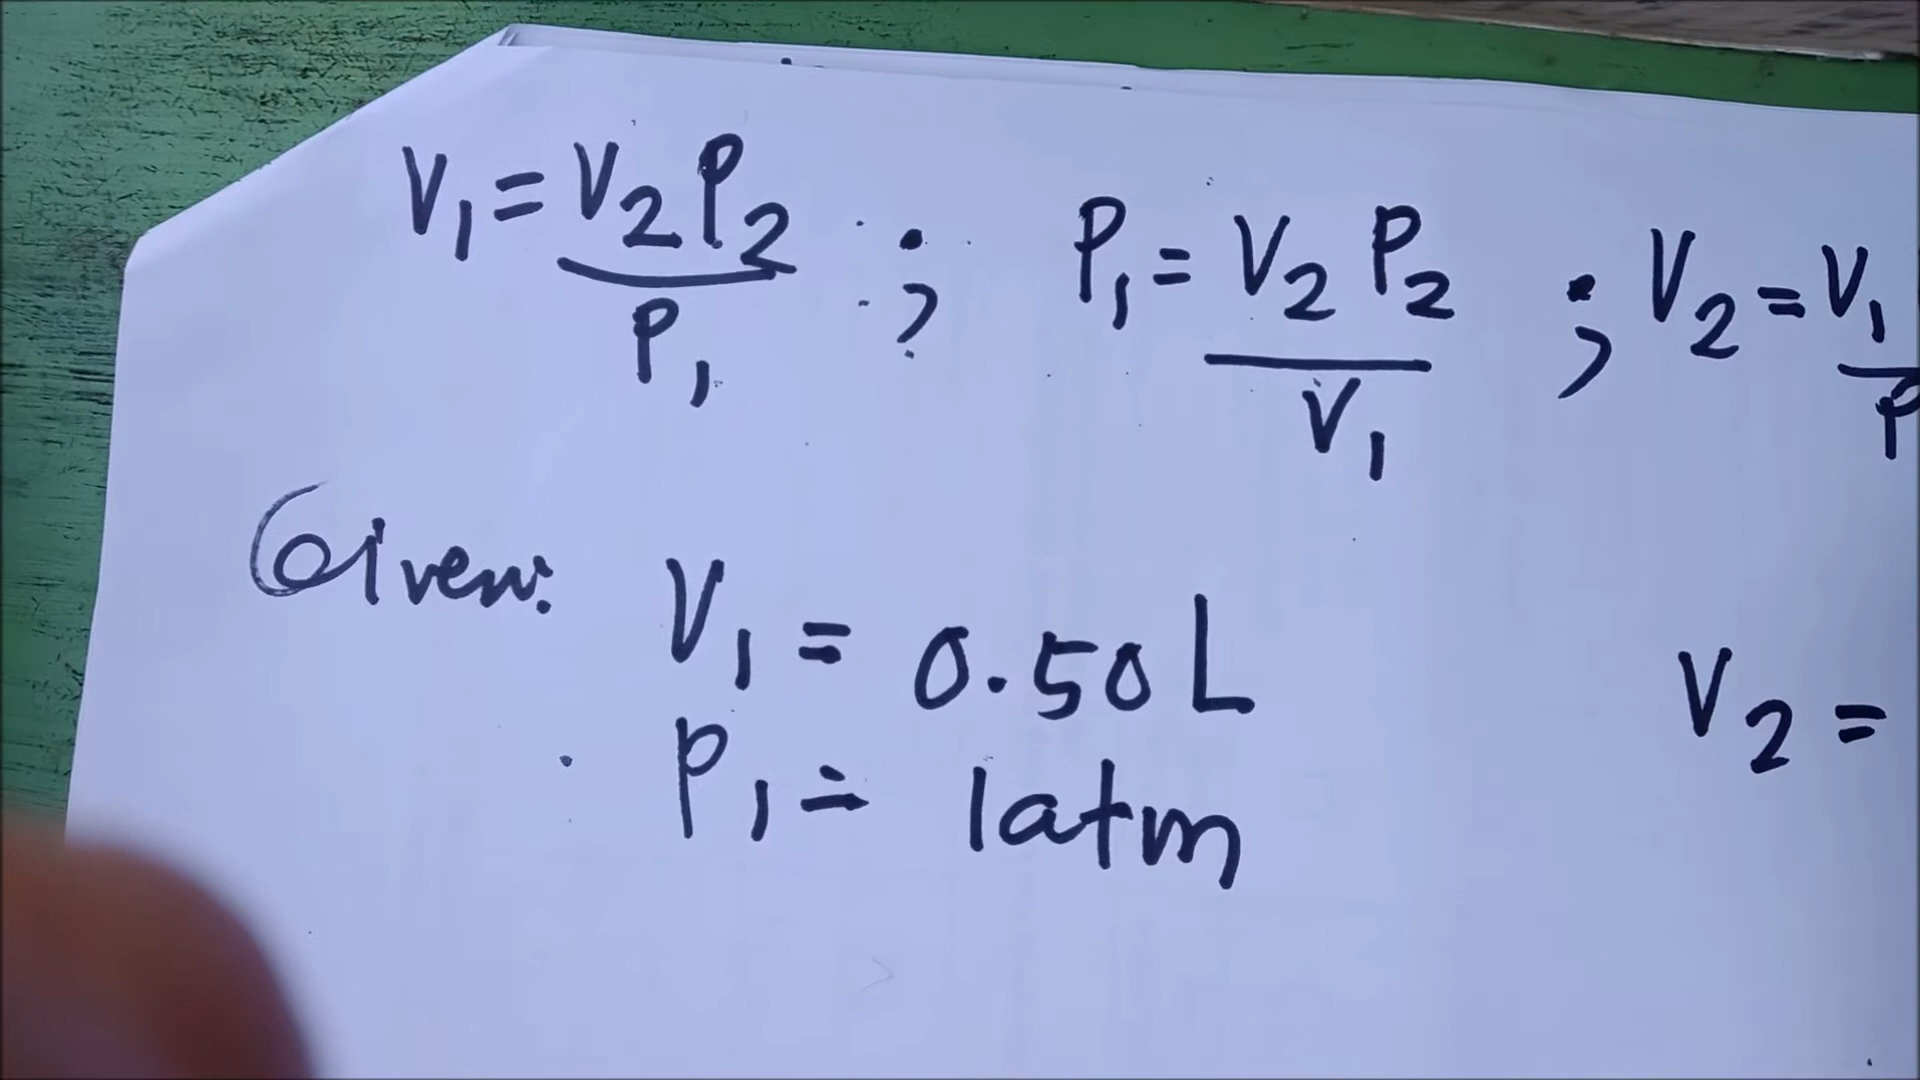 V₁ = V₂P₂ / P₁ ; P₁ = V₂P₂ / V₁ ; V₂ = V₁ / P
Given: V₁ = 0.50 L V₂ =
P₁ = 1atm